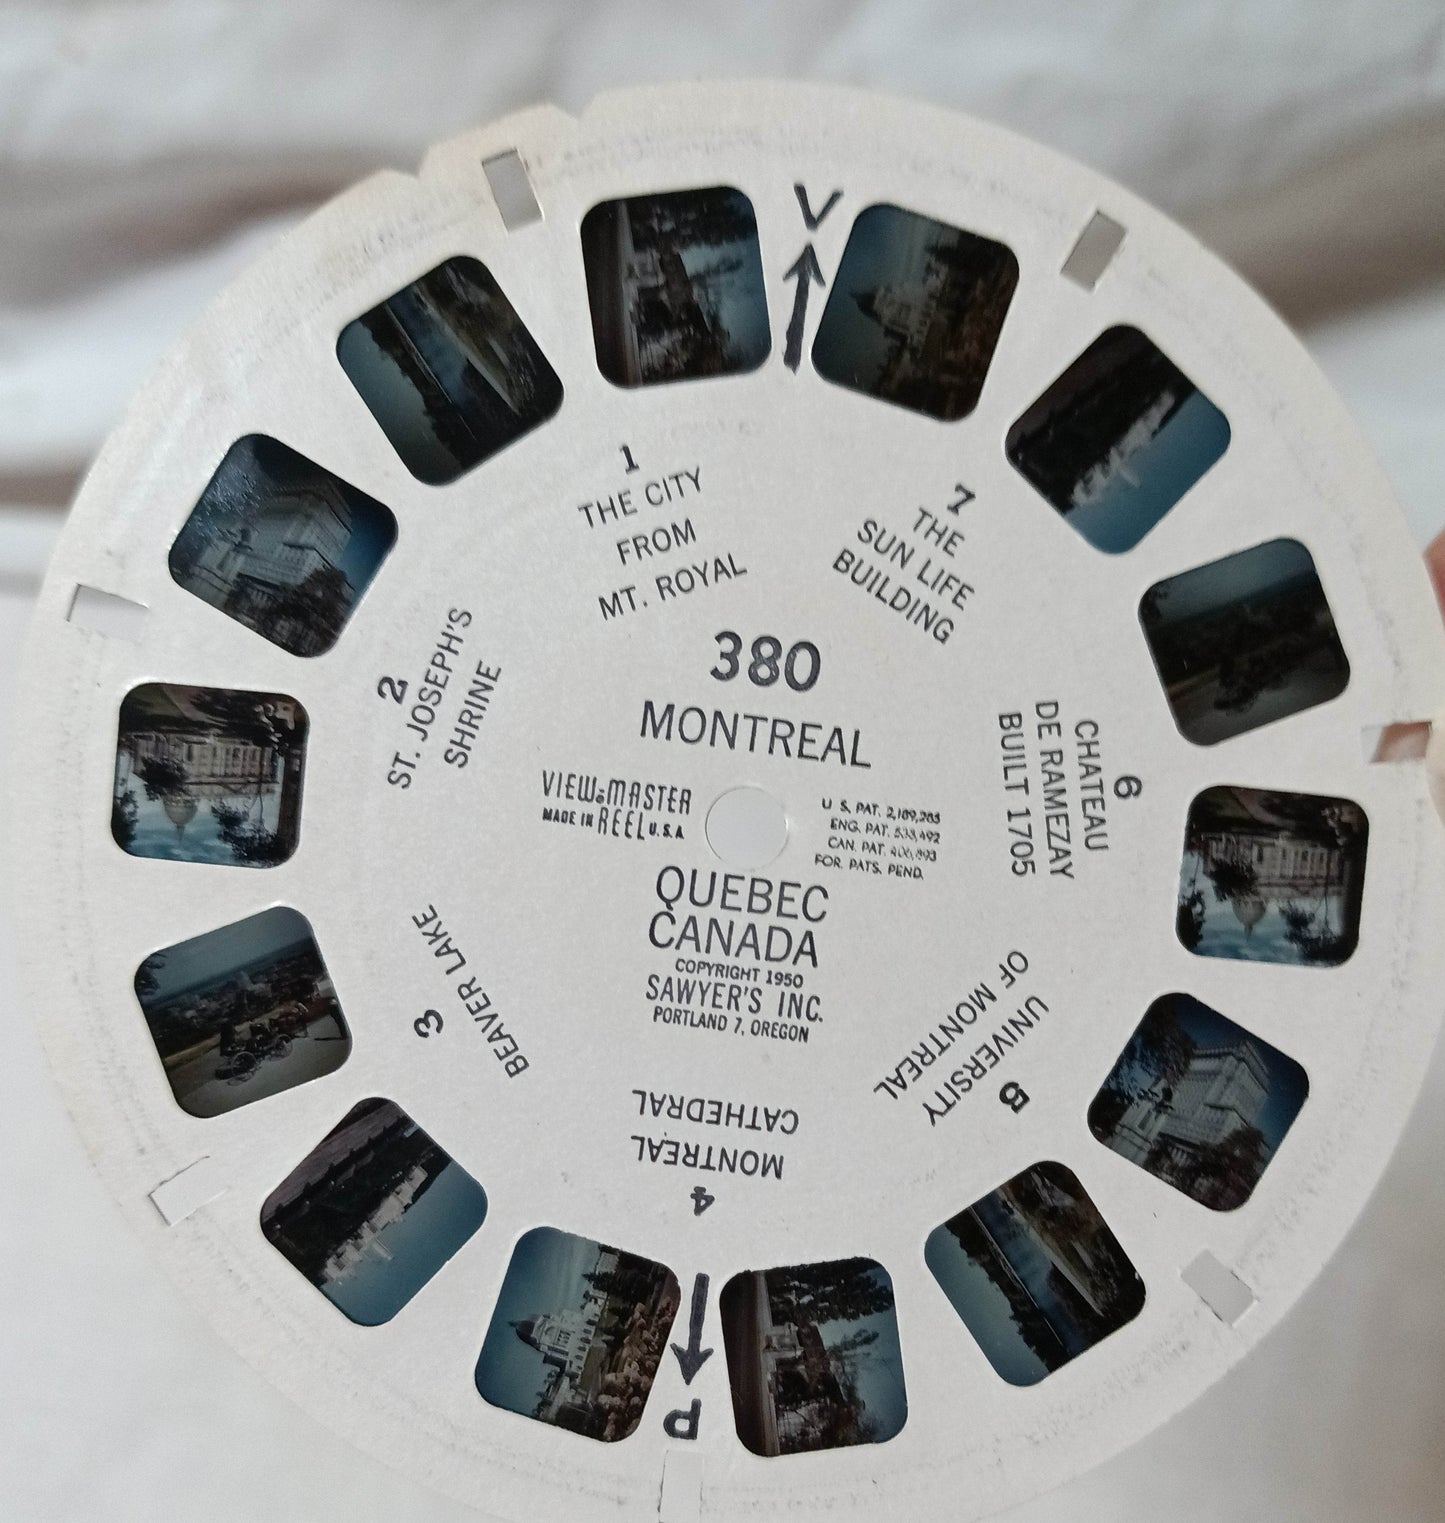 V
1
THE CITY
FROM
MT. ROYAL
7
THE
SUN LIFE
BUILDING
380
MONTREAL
VIEW-MASTER
MADE IN REEL U.S.A.
U.S. PAT. 2,189,285
ENG. PAT. 533,492
CAN. PAT. 400,893
FOR. PATS. PEND.
QUEBEC
CANADA
COPYRIGHT 1950
SAWYER'S INC.
PORTLAND 7, OREGON
2
ST. JOSEPH'S
SHRINE
6
CHATEAU
DE RAMEZAY
BUILT 1705
3
BEAVER LAKE
5
UNIVERSITY
OF MONTREAL
4
MONTREAL
CATHEDRAL
P